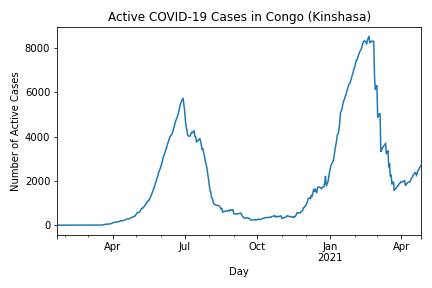 Active COVID-19 Cases in Congo (Kinshasa)
Number of Active Cases
8000
6000
4000
2000
0
Apr
Jul
Oct
Jan
2021
Apr
Day